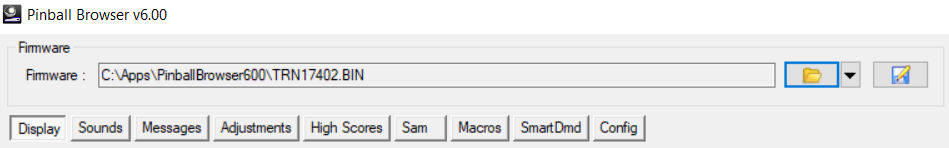 Pinball Browser v6.00
Firmware
Firmware : C:\Apps\PinballBrowser600\TRN17402.BIN
Display Sounds Messages Adjustments High Scores Sam Macros SmartDmd Config